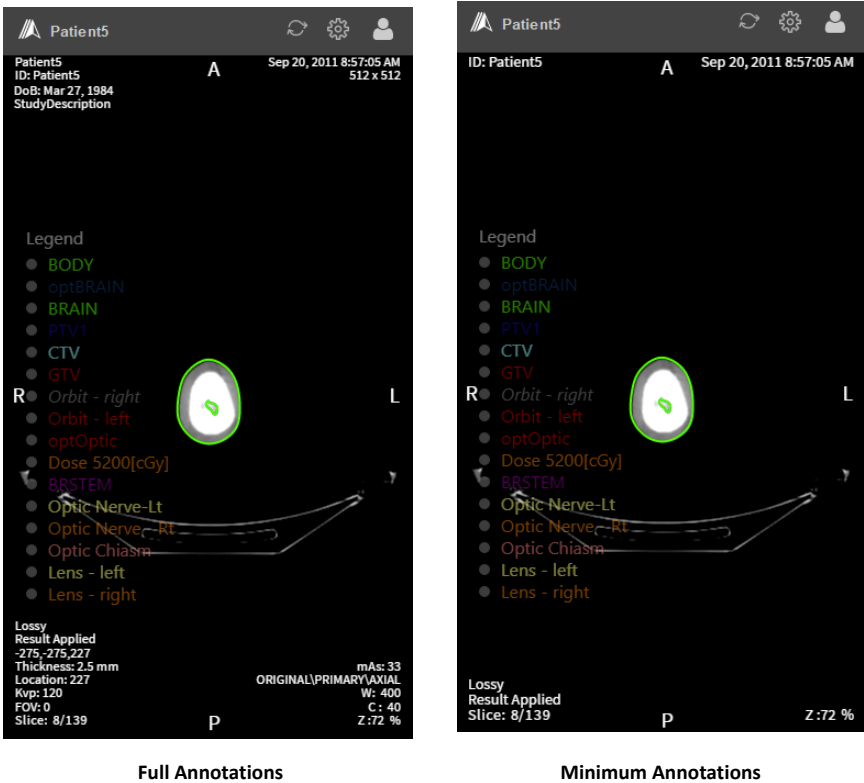 Patient5
Patient5
ID: Patient5
DoB: Mar 27, 1984
StudyDescription
A
Sep 20, 2011 8:57:05 AM
512 x 512
Legend
BODY
optBRAIN
BRAIN
PTV1
CTV
GTV
R
Orbit - right
L
Orbit - left
optOptic
Dose 5200[cGy]
BRSTEM
Optic Nerve-Lt
Optic Nerve - Rt
Optic Chiasm
Lens - left
Lens - right
Lossy
Result Applied
-275,-275,227
Thickness: 2.5 mm
Location: 227
Kvp: 120
FOV: 0
Slice: 8/139
P
mAs: 33
ORIGINAL\PRIMARY\AXIAL
W: 400
C: 40
Z :72 %
Full Annotations
Patient5
ID: Patient5
A
Sep 20, 2011 8:57:05 AM
Legend
BODY
optBRAIN
BRAIN
PTV1
CTV
GTV
R
Orbit - right
L
Orbit - left
optOptic
Dose 5200[cGy]
BRSTEM
Optic Nerve-Lt
Optic Nerve - Rt
Optic Chiasm
Lens - left
Lens - right
Lossy
Result Applied
Slice: 8/139
P
Z :72 %
Minimum Annotations